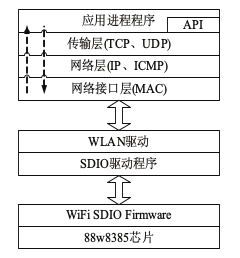 应用进程程序
API
传输层(TCP、UDP)
网络层(IP、ICMP)
网络接口层(MAC)
WLAN驱动
SDIO驱动程序
WiFi SDIO Firmware
88w8385芯片